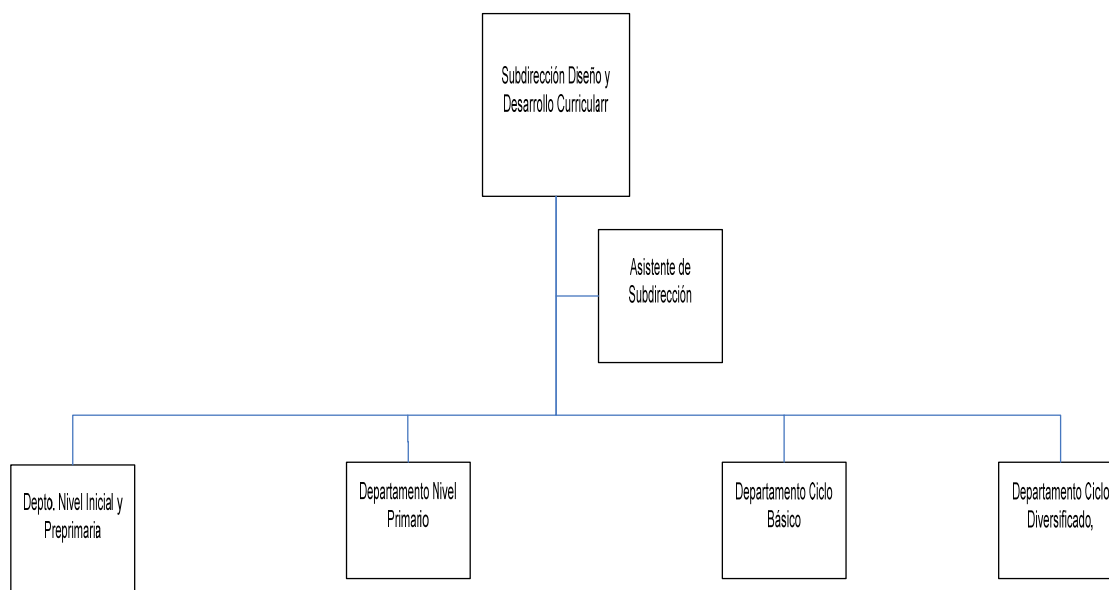 Subdirección Diseño y
Desarrollo Curricularr
Asistente de
Subdirección
Depto. Nivel Inicial y
Preprimaria
Departamento Nivel
Primario
Departamento Ciclo
Básico
Departamento Ciclo
Diversificado,